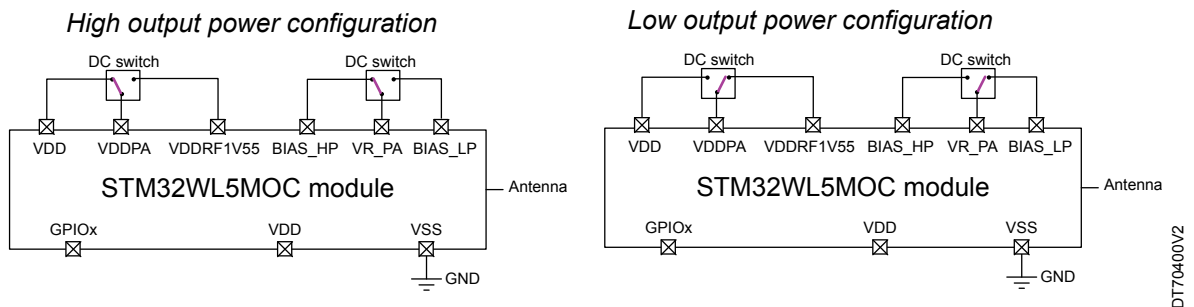 High output power configuration
DC switch
DC switch
VDD
VDDPA
VDDRF1V55
BIAS_HP
VR_PA
BIAS_LP
STM32WL5MOC module
Antenna
GPIOx
VDD
VSS
GND
Low output power configuration
DC switch
DC switch
VDD
VDDPA
VDDRF1V55
BIAS_HP
VR_PA
BIAS_LP
STM32WL5MOC module
Antenna
GPIOx
VDD
VSS
GND
DT70400V2